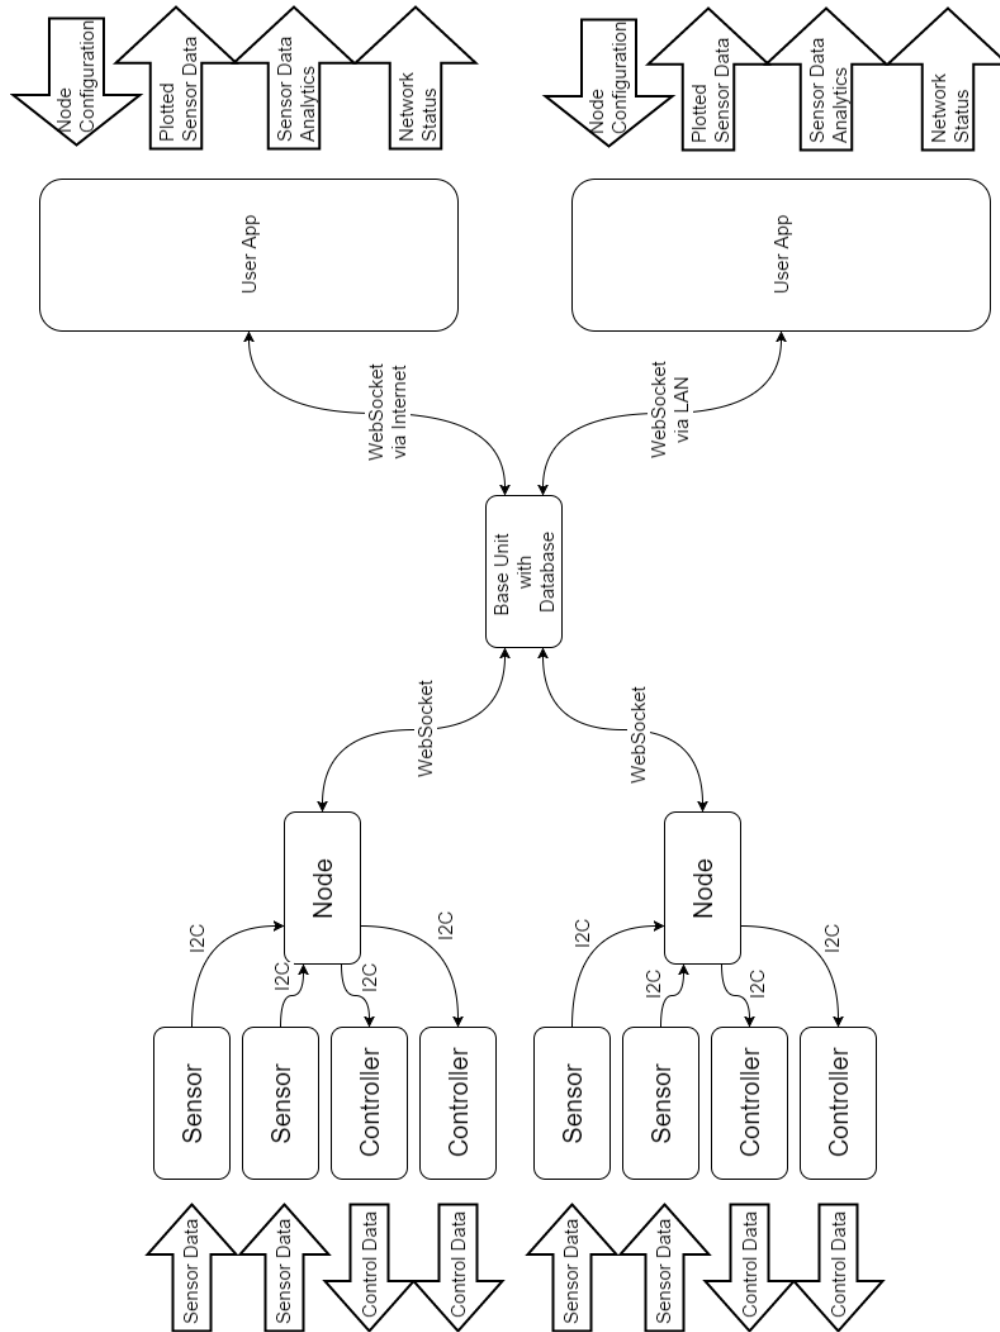 Node
Configuration
Plotted
Sensor Data
Sensor Data
Analytics
Network
Status
Node
Configuration
Plotted
Sensor Data
Sensor Data
Analytics
Network
Status
User App
User App
WebSocket
via Internet
WebSocket
via LAN
Base Unit
with
Database
WebSocket
WebSocket
Node
Node
I2C
I2C
I2C
I2C
I2C
I2C
I2C
I2C
Sensor
Sensor
Controller
Controller
Sensor
Sensor
Controller
Controller
Sensor Data
Sensor Data
Control Data
Control Data
Sensor Data
Sensor Data
Control Data
Control Data